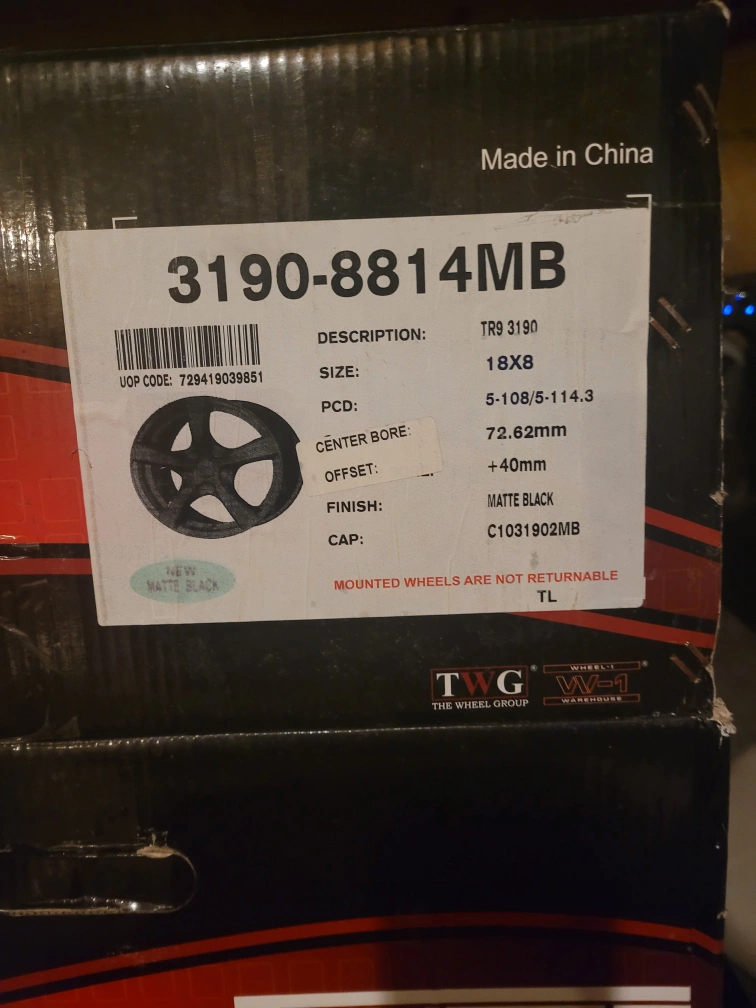 Made in China
3190-8814MB
UOP CODE: 729419039851
DESCRIPTION: TR9 3190
SIZE: 18X8
PCD: 5-108/5-114.3
CENTER BORE: 72.62mm
OFFSET: +40mm
FINISH: MATTE BLACK
CAP: C1031902MB
NEW
MATTE BLACK
MOUNTED WHEELS ARE NOT RETURNABLE
TL
TWG®
THE WHEEL GROUP
WHEEL-1®
W-1
WAREHOUSE